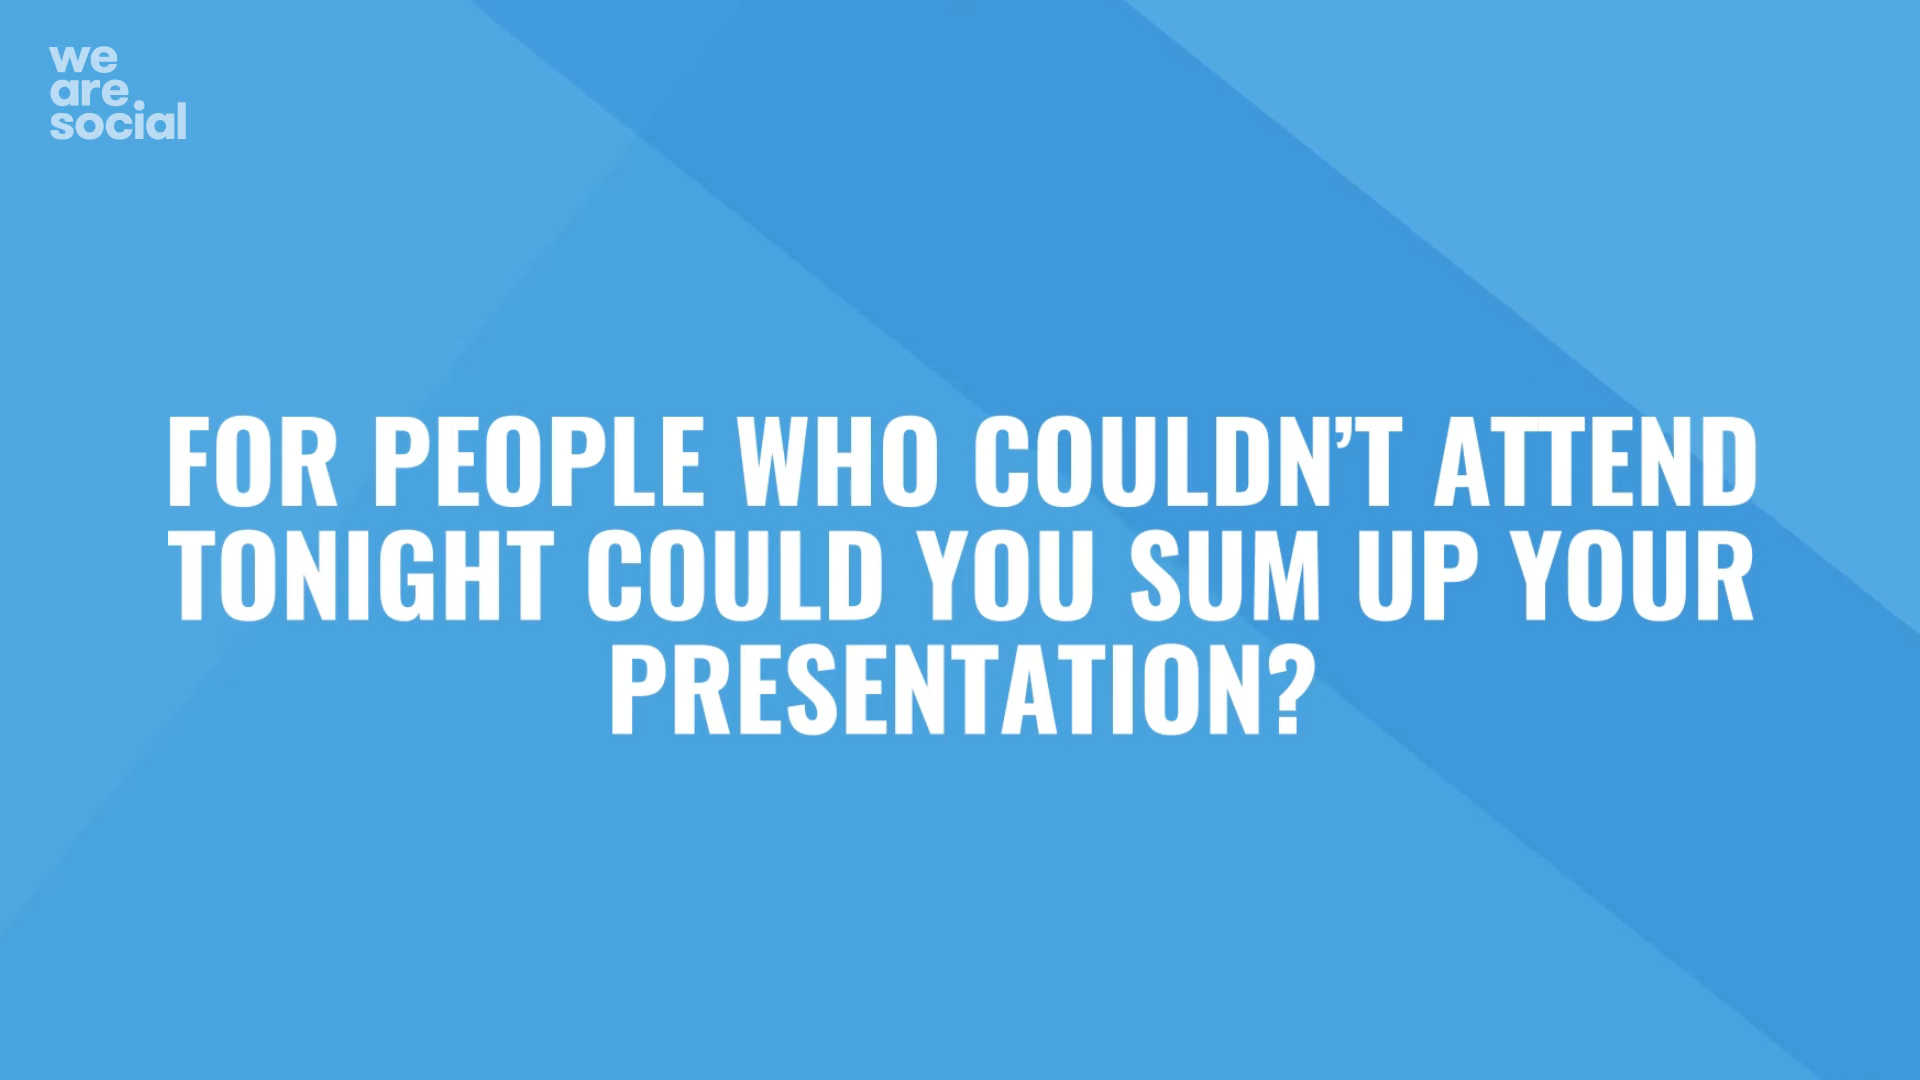 we
are
social
FOR PEOPLE WHO COULDN’T ATTEND
TONIGHT COULD YOU SUM UP YOUR
PRESENTATION?